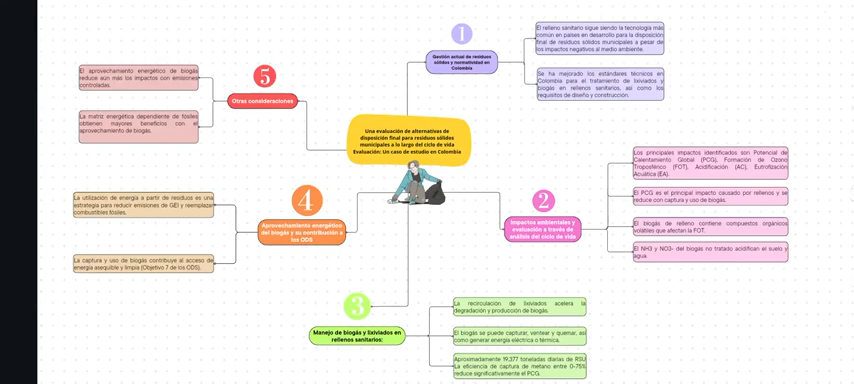 Una evaluación de alternativas de
disposición final para residuos sólidos
municipales a lo largo del ciclo de vida
Evaluación: Un caso de estudio en Colombia
1
Gestión actual de residuos
sólidos y normatividad en
Colombia
El relleno sanitario sigue siendo la tecnología más
común en países en desarrollo para la disposición
final de residuos sólidos municipales a pesar de
los impactos negativos al medio ambiente.
Se ha mejorado los estándares técnicos en
Colombia para el tratamiento de lixiviados y
biogás en rellenos sanitarios, así como los
requisitos de diseño y construcción.
2
Impactos ambientales y
evaluación a través de
análisis del ciclo de vida
Los principales impactos identificados son Potencial de
Calentamiento Global (PCG), Formación de Ozono
Troposférico (FOT), Acidificación (AC), Eutrofización
Acuática (EA).
El PCG es el principal impacto causado por rellenos y se
reduce con captura y uso de biogás.
El biogás de relleno contiene compuestos orgánicos
volátiles que afectan la FOT.
El NH3 y NO3- del biogás no tratado acidifican el suelo y
agua.
3
Manejo de biogás y lixiviados en
rellenos sanitarios:
La recirculación de lixiviados acelera la
degradación y producción de biogás.
El biogás se puede capturar, ventear y quemar, así
como generar energía eléctrica o térmica.
Aproximadamente 19,377 toneladas diarias de RSU
La eficiencia de captura de metano entre 0-75%
reduce significativamente el PCG.
4
Aprovechamiento energético
del biogás y su contribución a
los ODS
La utilización de energía a partir de residuos es una
estrategia para reducir emisiones de GEI y reemplazar
combustibles fósiles.
La captura y uso de biogás contribuye al acceso de
energía asequible y limpia (Objetivo 7 de los ODS).
5
Otras consideraciones
El aprovechamiento energético de biogás
reduce aún más los impactos con emisiones
controladas.
La matriz energética dependiente de fósiles
obtienen mayores beneficios con el
aprovechamiento de biogás.